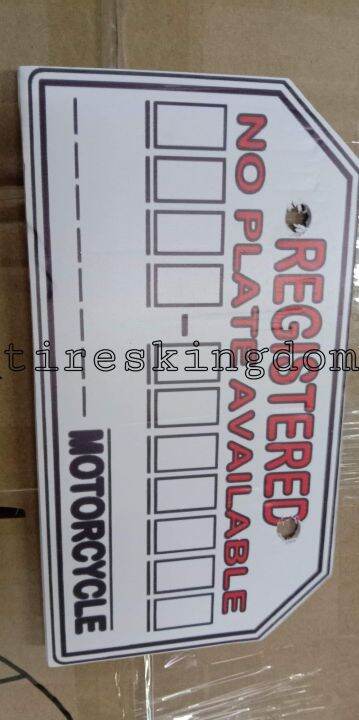 REGISTERED
NO PLATE AVAILABLE
-
MOTORCYCLE
tireskingdom